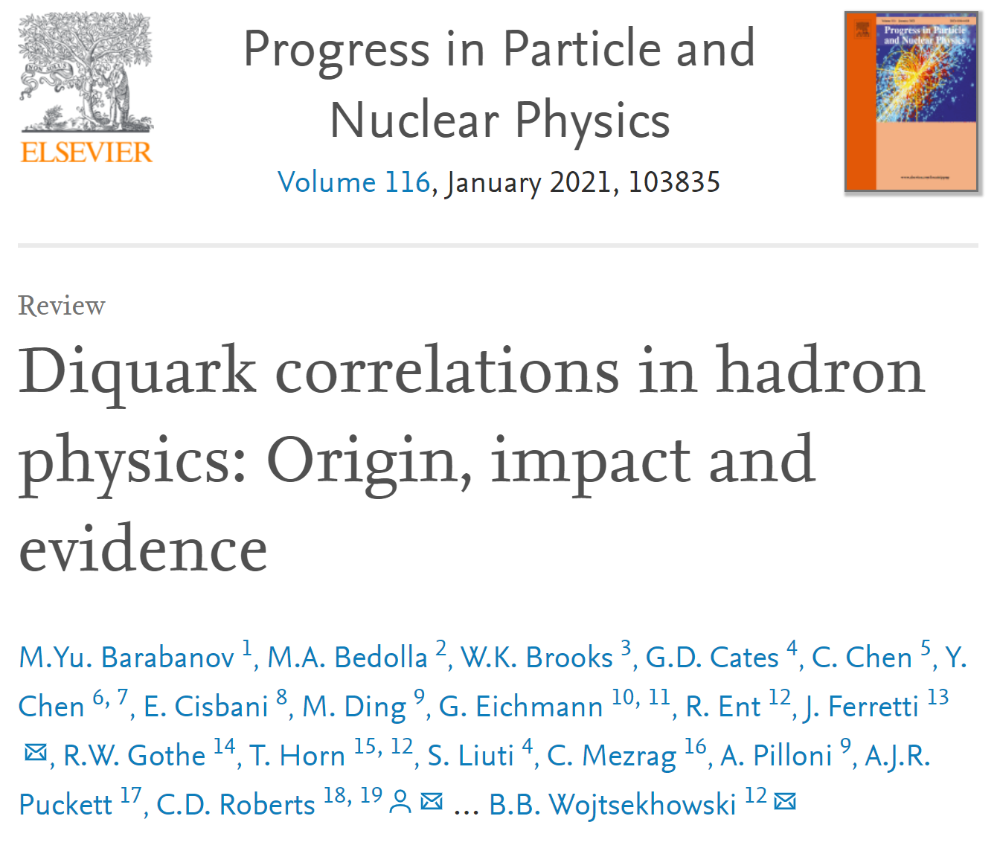 NON SOLUS
ELSEVIER
Progress in Particle and
Nuclear Physics
Volume 116, January 2021, 103835
Progress in Particle
and Nuclear Physics
Review
Diquark correlations in hadron
physics: Origin, impact and
evidence
M.Yu. Barabanov 1, M.A. Bedolla 2, W.K. Brooks 3, G.D. Cates 4, C. Chen 5, Y.
Chen 6, 7, E. Cisbani 8, M. Ding 9, G. Eichmann 10, 11, R. Ent 12, J. Ferretti 13
, R.W. Gothe 14, T. Horn 15, 12, S. Liuti 4, C. Mezrag 16, A. Pilloni 9, A.J.R.
Puckett 17, C.D. Roberts 18, 19 ... B.B. Wojtsekhowski 12